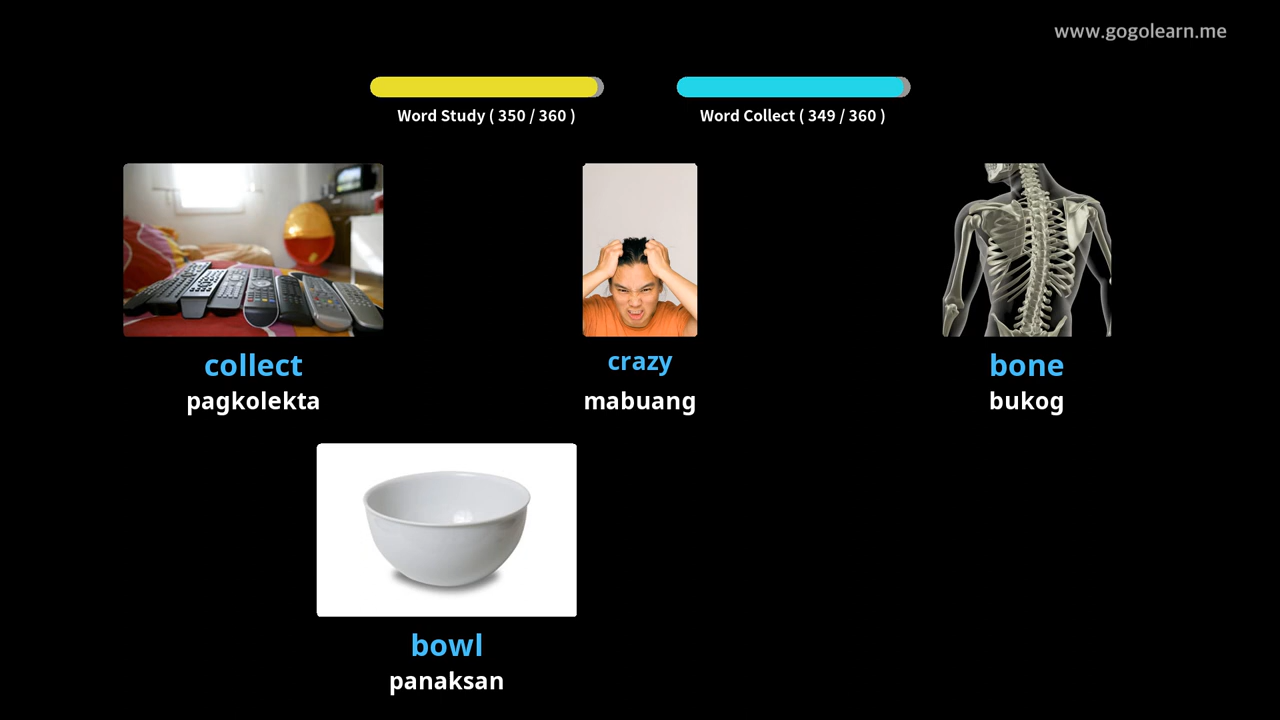 www.gogolearn.me
Word Study ( 350 / 360 )
Word Collect ( 349 / 360 )
collect
pagkolekta
crazy
mabuang
bone
bukog
bowl
panaksan